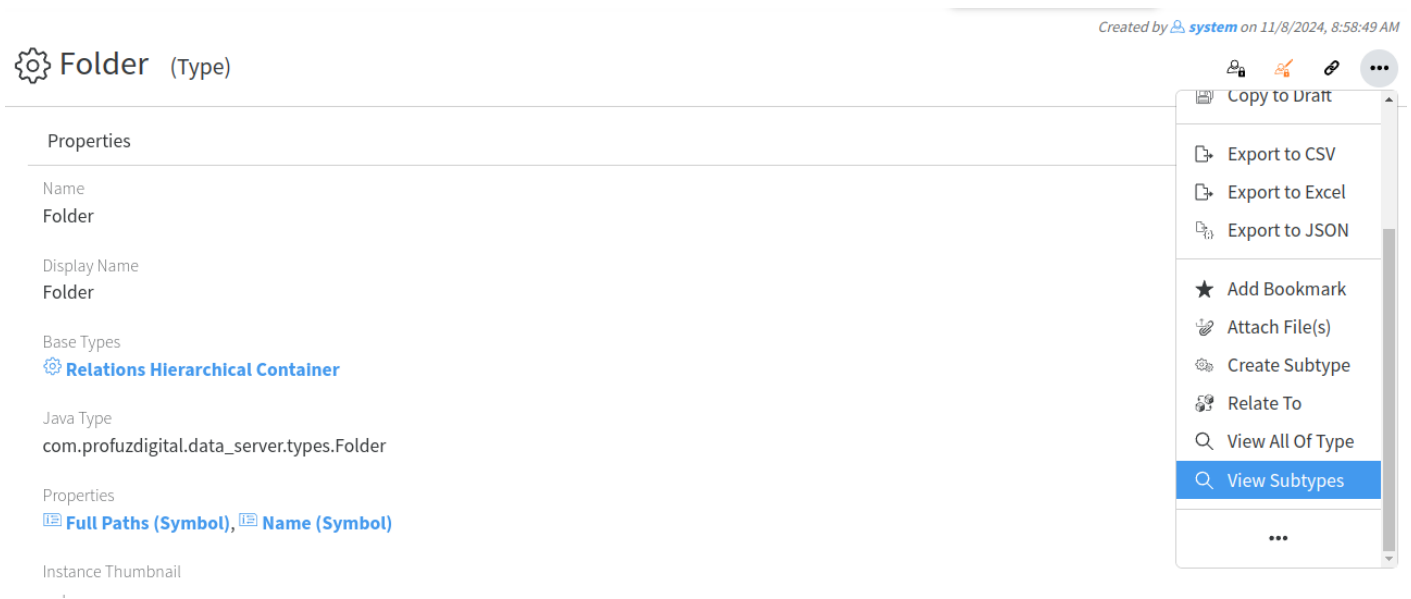 Created by system on 11/8/2024, 8:58:49 AM
Folder (Type)
Copy to Draft
Properties
Export to CSV
Name
Export to Excel
Folder
Export to JSON
Display Name
Folder
Add Bookmark
Attach File(s)
Base Types
Relations Hierarchical Container
Create Subtype
Relate To
Java Type
com.profuzdigital.data_server.types.Folder
View All Of Type
View Subtypes
Properties
Full Paths (Symbol), Name (Symbol)
Instance Thumbnail